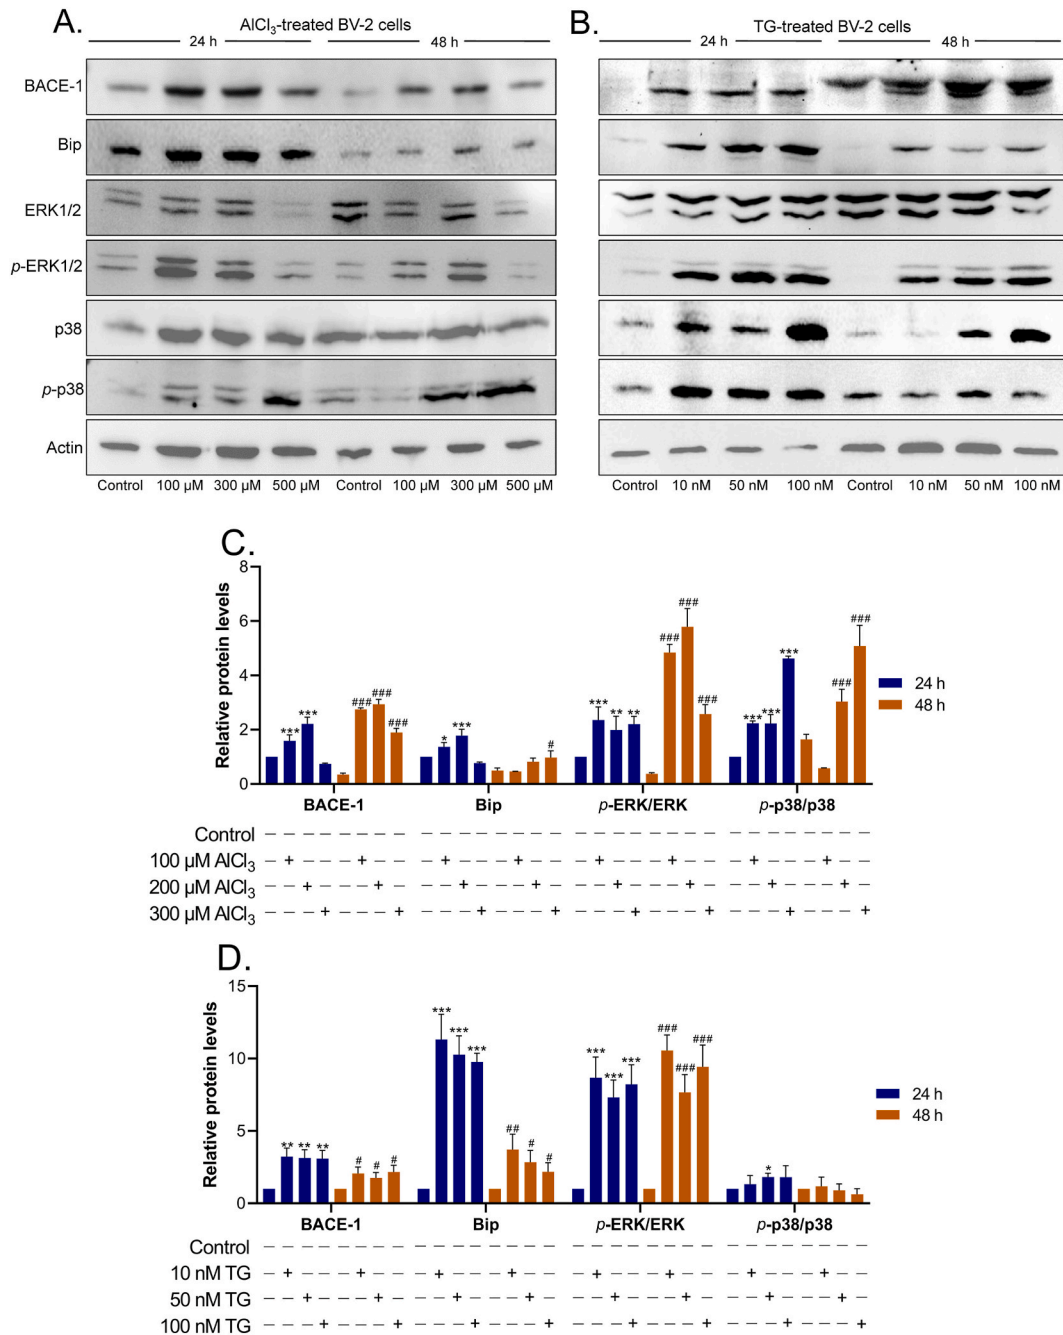 A.
AlCl3-treated BV-2 cells
24 h 48 h
BACE-1
Bip
ERK1/2
p-ERK1/2
p38
p-p38
Actin
Control 100 µM 300 µM 500 µM Control 100 µM 300 µM 500 µM
B.
TG-treated BV-2 cells
24 h 48 h
Control 10 nM 50 nM 100 nM Control 10 nM 50 nM 100 nM
C.
Relative protein levels
8
6
4
2
0
*** *** ### ### ### * *** # *** ** ** ### ### ### *** *** *** ### ###
24 h
48 h
BACE-1 Bip p-ERK/ERK p-p38/p38
Control – – – – – – – – – – – – – – – – – – – – – – – – – – – – – – – –
100 µM AlCl3 – + – – – + – – – + – – – + – – – + – – – + – – – + – – – + – –
200 µM AlCl3 – – + – – – + – – – + – – – + – – – + – – – + – – – + – – – + –
300 µM AlCl3 – – – + – – – + – – – + – – – + – – – + – – – + – – – + – – – +
D.
Relative protein levels
15
10
5
0
** ** ** # # # *** *** *** ## # # *** *** *** ### ### ### *
24 h
48 h
BACE-1 Bip p-ERK/ERK p-p38/p38
Control – – – – – – – – – – – – – – – – – – – – – – – – – – – – – – – –
10 nM TG – + – – – + – – – + – – – + – – – + – – – + – – – + – – – + – –
50 nM TG – – + – – – + – – – + – – – + – – – + – – – + – – – + – – – + –
100 nM TG – – – + – – – + – – – + – – – + – – – + – – – + – – – + – – – +